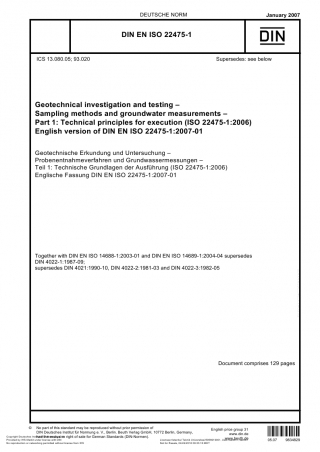 DEUTSCHE NORM
January 2007
DIN EN ISO 22475-1
DIN
ICS 13.080.05; 93.020
Supersedes: see below
Geotechnical investigation and testing –
Sampling methods and groundwater measurements –
Part 1: Technical principles for execution (ISO 22475-1:2006)
English version of DIN EN ISO 22475-1:2007-01
Geotechnische Erkundung und Untersuchung –
Probenentnahmeverfahren und Grundwassermessungen –
Teil 1: Technische Grundlagen der Ausführung (ISO 22475-1:2006)
Englische Fassung DIN EN ISO 22475-1:2007-01
Together with DIN EN ISO 14688-1:2003-01 and DIN EN ISO 14689-1:2004-04 supersedes
DIN 4022-1:1987-09;
supersedes DIN 4021:1990-10, DIN 4022-2:1981-03 and DIN 4022-3:1982-05
Document comprises 129 pages
No part of this standard may be reproduced without prior permission of
DIN Deutsches Institut für Normung e. V., Berlin. Beuth Verlag GmbH, 10772 Berlin, Germany,
right of sale for German Standards (DIN-Normen).
English price group 31
www.din.de
www.beuth.de
05.07